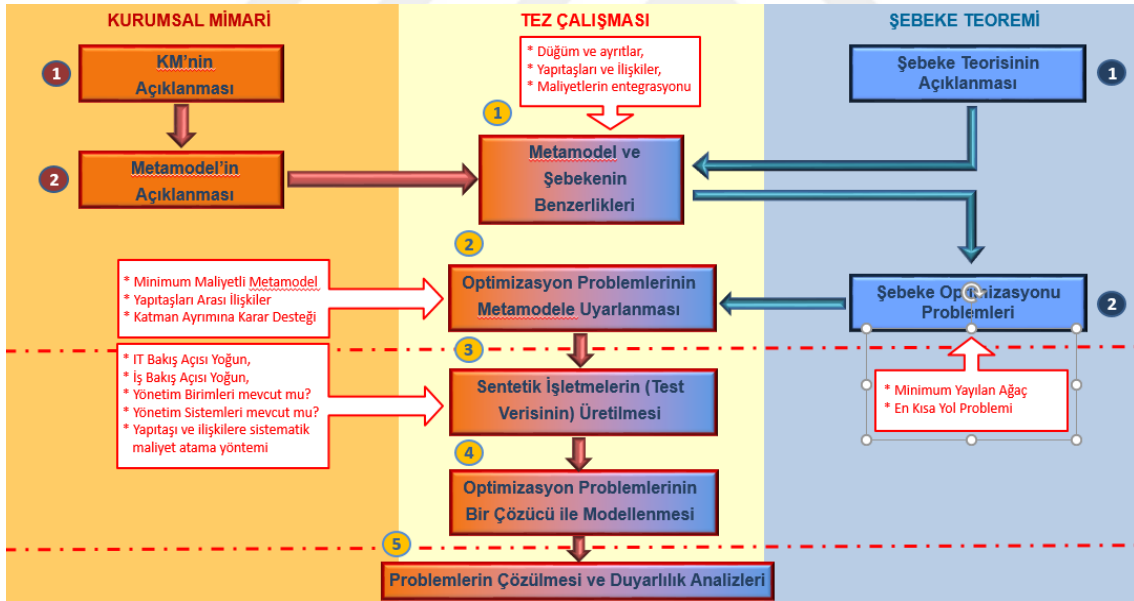 KURUMSAL MİMARİ
TEZ ÇALIŞMASI
ŞEBEKE TEOREMİ
1
KM'nin
Açıklanması
* Düğüm ve ayrıtlar,
* Yapıtaşları ve İlişkiler,
* Maliyetlerin entegrasyonu
Şebeke Teorisinin
Açıklanması
1
1
2
Metamodel'in
Açıklanması
Metamodel ve
Şebekenin
Benzerlikleri
2
* Minimum Maliyetli Metamodel
* Yapıtaşları Arası İlişkiler
* Katman Ayrımına Karar Desteği
Optimizasyon Problemlerinin
Metamodele Uyarlanması
Şebeke Optimizasyonu
Problemleri
2
3
* IT Bakış Açısı Yoğun,
* İş Bakış Açısı Yoğun,
* Yönetim Birimleri mevcut mu?
* Yönetim Sistemleri mevcut mu?
* Yapıtaşı ve ilişkilere sistematik
maliyet atama yöntemi
Sentetik İşletmelerin (Test
Verisinin) Üretilmesi
* Minimum Yayılan Ağaç
* En Kısa Yol Problemi
4
Optimizasyon Problemlerinin
Bir Çözücü ile Modellenmesi
5
Problemlerin Çözülmesi ve Duyarlılık Analizleri